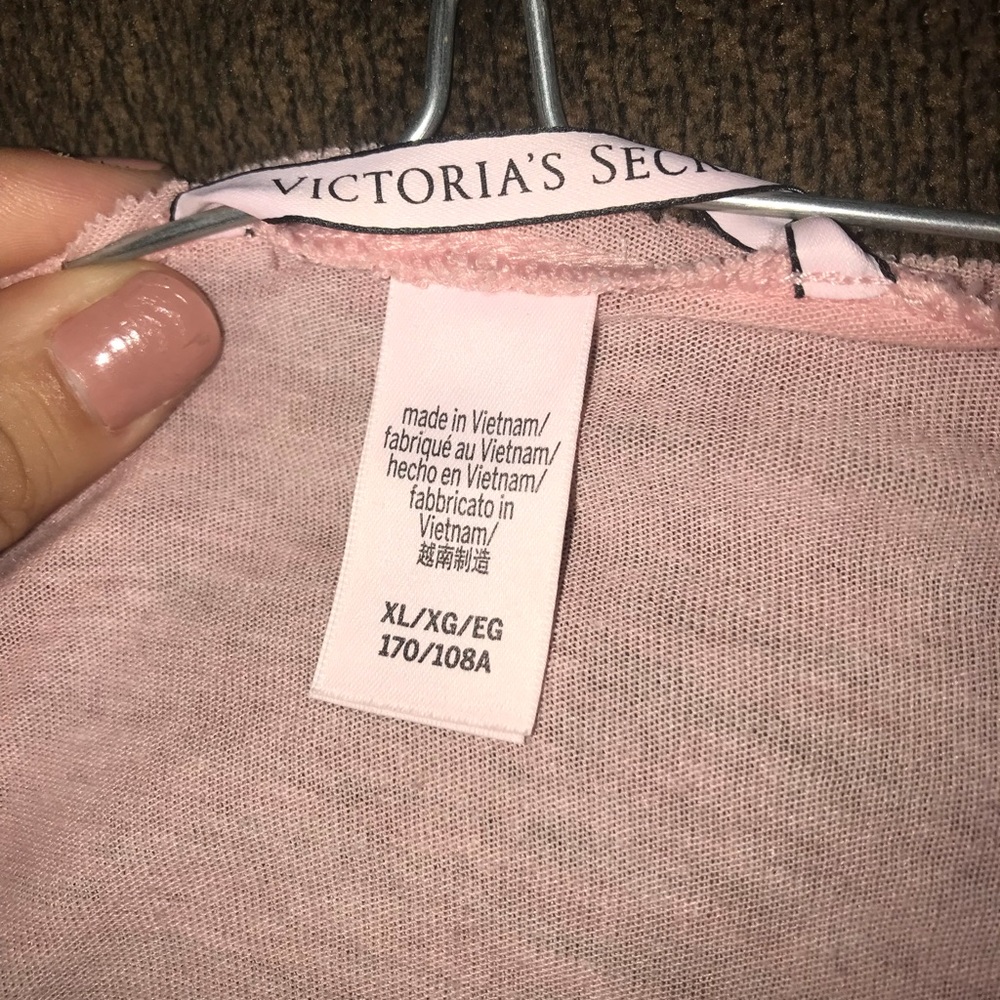 VICTORIA'S SECR
made in Vietnam/
fabriqué au Vietnam/
hecho en Vietnam/
fabbricato in
Vietnam/
越南制造
XL/XG/EG
170/108A